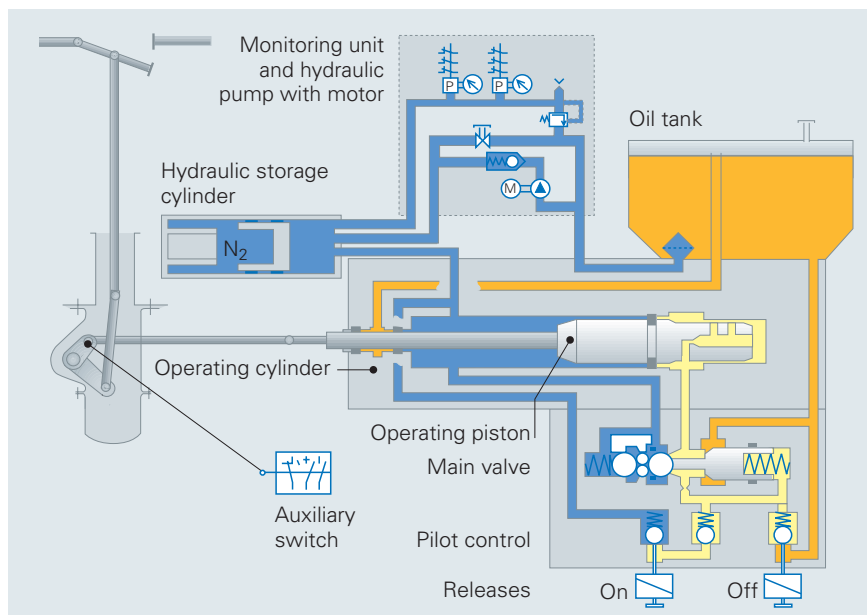 Monitoring unit
and hydraulic
pump with motor
P
P
Oil tank
Hydraulic storage
cylinder
M
N2
Operating cylinder
Operating piston
Main valve
Auxiliary
switch
Pilot control
Releases
On
Off